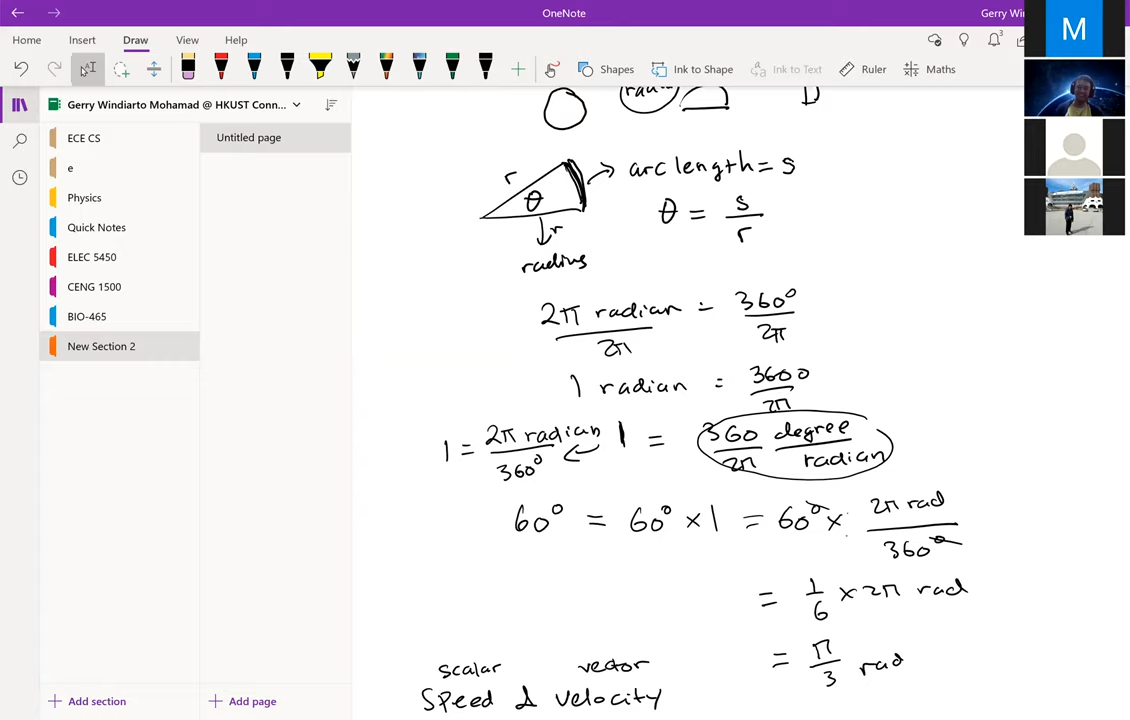 OneNote
Gerry Win
M
Home Insert Draw View Help
Shapes Ink to Shape Ink to Text Ruler Maths
Gerry Windiarto Mohamad @ HKUST Conn...
Untitled page
ECE CS
e
Physics
Quick Notes
ELEC 5450
CENG 1500
BIO-465
New Section 2
Add section
Add page
r θ → arc length = s
r
radius
θ = s/r
2π radian/2π = 360°/2π
1 radian = 360°/2π
1 = 2π radian/360° ← 1 = 360/2π degree/radian
60° = 60° × 1 = 60° × 2π rad/360°
= 1/6 × 2π rad
= π/3 rad
scalar vector
Speed & velocity